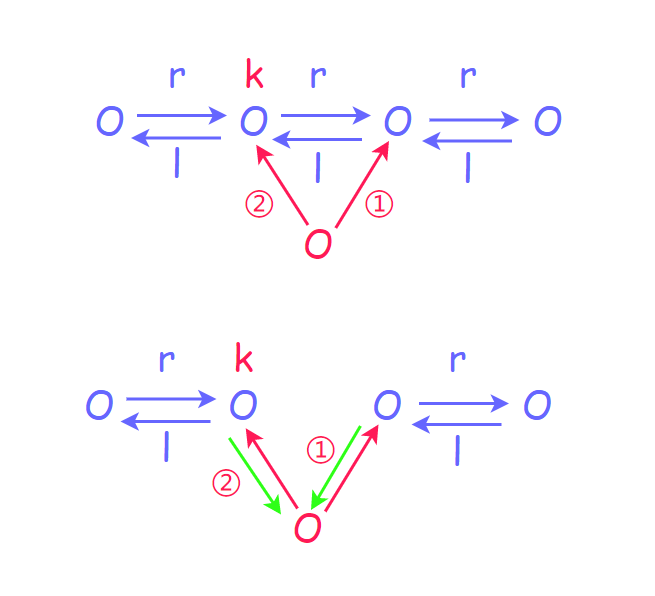 r k r r
O O O O
l l l
② ①
O
r k r
O O O O
l ① l
②
O